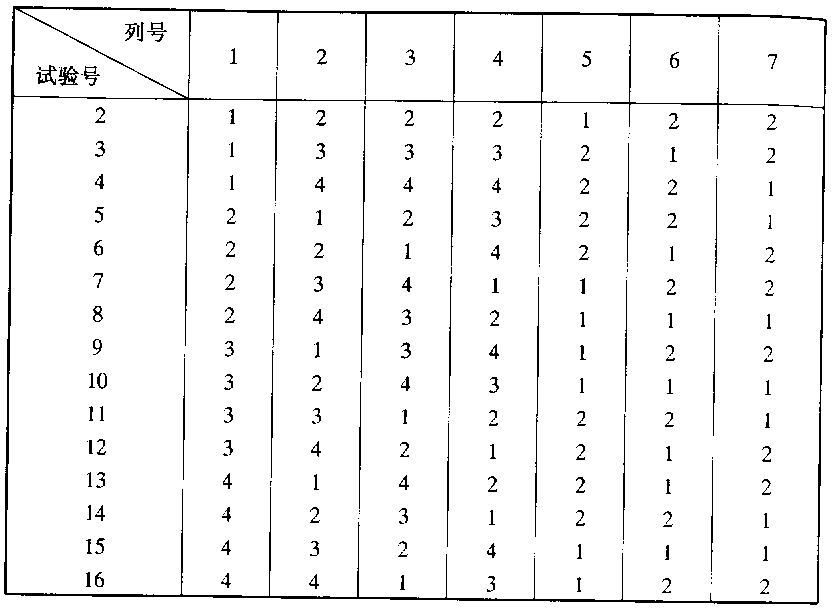 列号
试验号
1 2 3 4 5 6 7
2 1 2 2 2 1 2 2
3 1 3 3 3 2 1 2
4 1 4 4 4 2 2 1
5 2 1 2 3 2 2 1
6 2 2 1 4 2 1 2
7 2 3 4 1 1 2 2
8 2 4 3 2 1 1 1
9 3 1 3 4 1 2 2
10 3 2 4 3 1 1 1
11 3 3 1 2 2 2 1
12 3 4 2 1 2 1 2
13 4 1 4 2 2 1 2
14 4 2 3 1 2 2 1
15 4 3 2 4 1 1 1
16 4 4 1 3 1 2 2